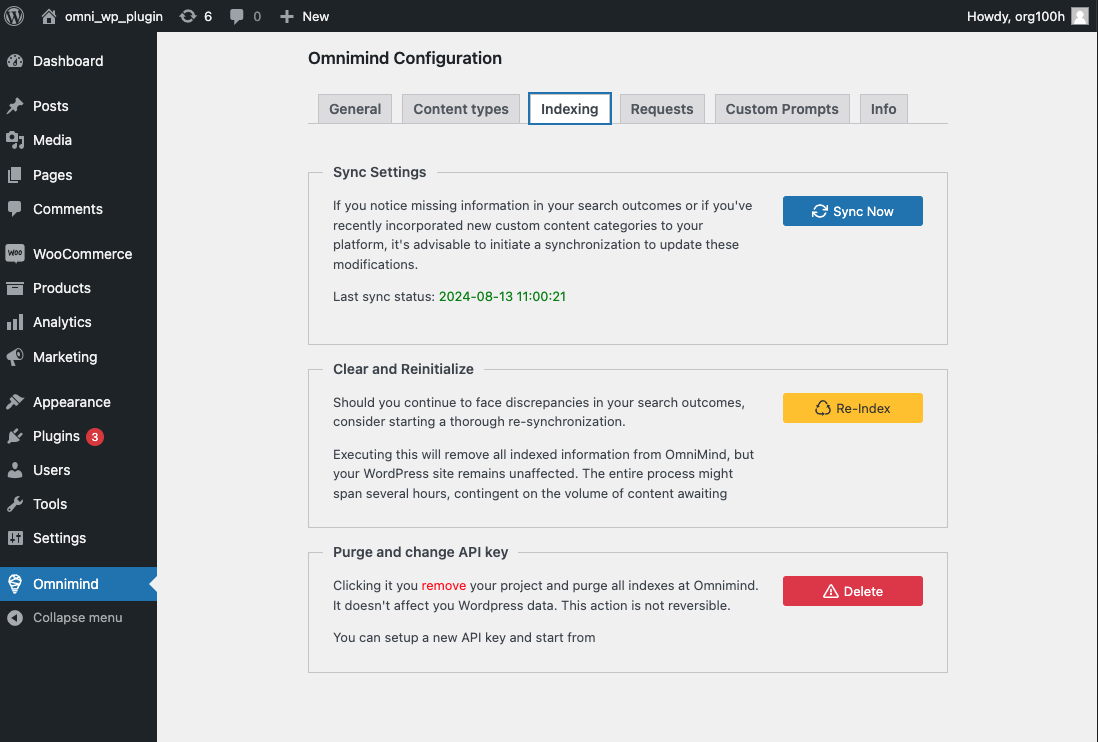 omni_wp_plugin 6 0 New Howdy, org100h
Dashboard
Posts
Media
Pages
Comments
WOO WooCommerce
Products
Analytics
Marketing
Appearance
Plugins 3
Users
Tools
Settings
Omnimind
Collapse menu
Omnimind Configuration
General Content types Indexing Requests Custom Prompts Info
Sync Settings
If you notice missing information in your search outcomes or if you've
recently incorporated new custom content categories to your
platform, it's advisable to initiate a synchronization to update these
modifications.
Sync Now
Last sync status: 2024-08-13 11:00:21
Clear and Reinitialize
Should you continue to face discrepancies in your search outcomes,
consider starting a thorough re-synchronization.
Re-Index
Executing this will remove all indexed information from OmniMind, but
your WordPress site remains unaffected. The entire process might
span several hours, contingent on the volume of content awaiting
Purge and change API key
Clicking it you remove your project and purge all indexes at Omnimind.
It doesn't affect you Wordpress data. This action is not reversible.
Delete
You can setup a new API key and start from